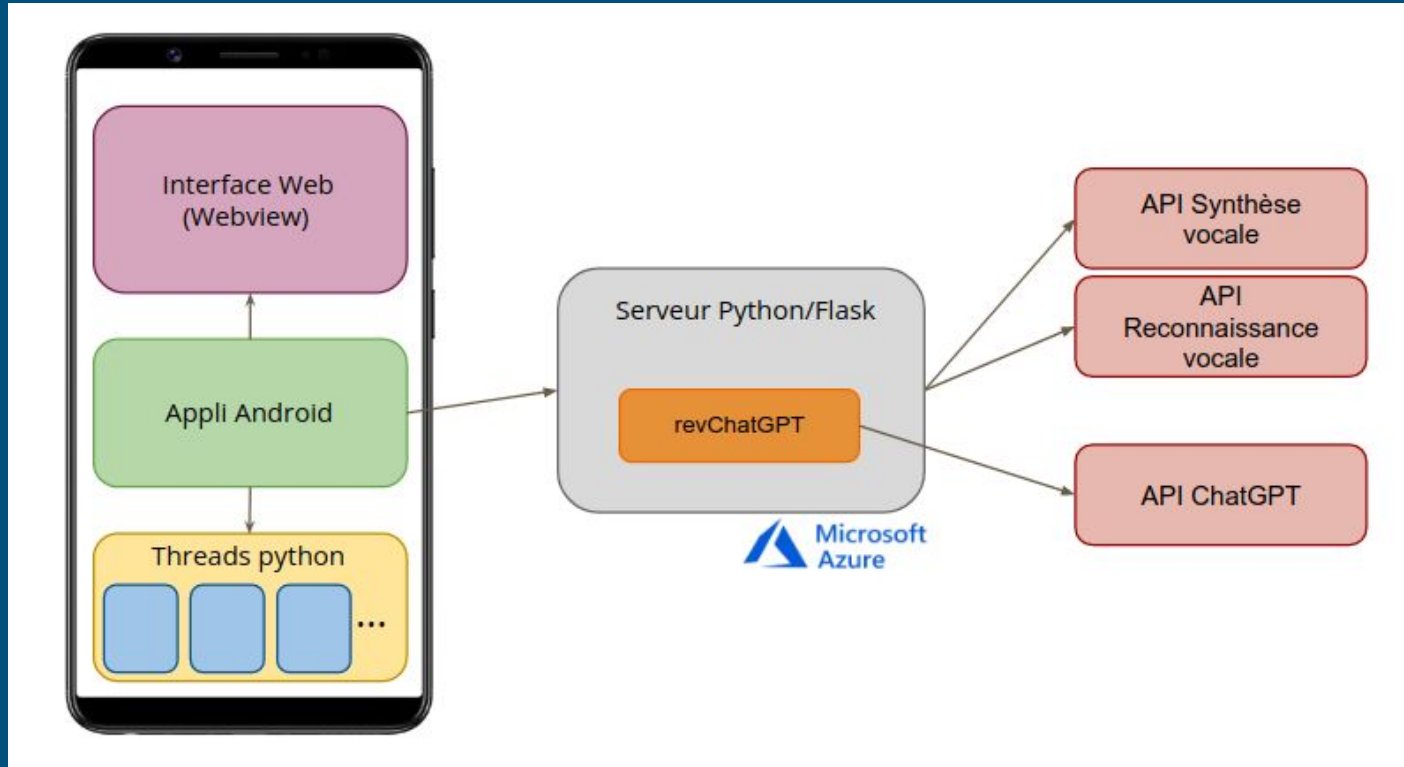 Interface Web
(Webview)
Appli Android
Threads python
...
Serveur Python/Flask
revChatGPT
Microsoft
Azure
API Synthèse
vocale
API
Reconnaissance
vocale
API ChatGPT